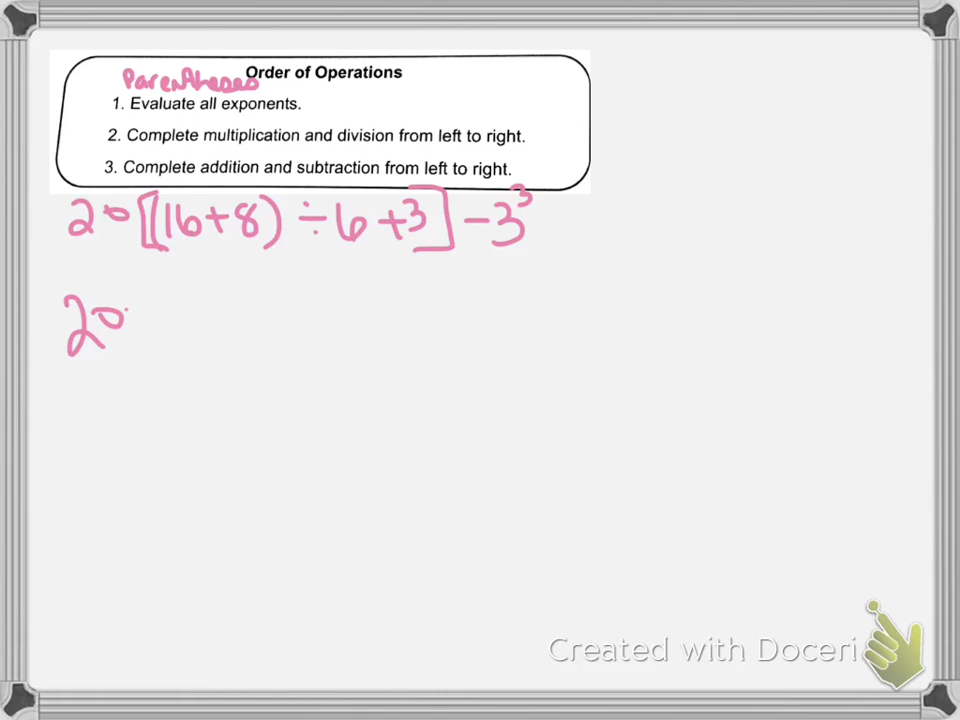 Parentheses
Order of Operations
1. Evaluate all exponents.
2. Complete multiplication and division from left to right.
3. Complete addition and subtraction from left to right.
20[(16+8) ÷ 6 + 3] - 3³
20
Created with Doceri